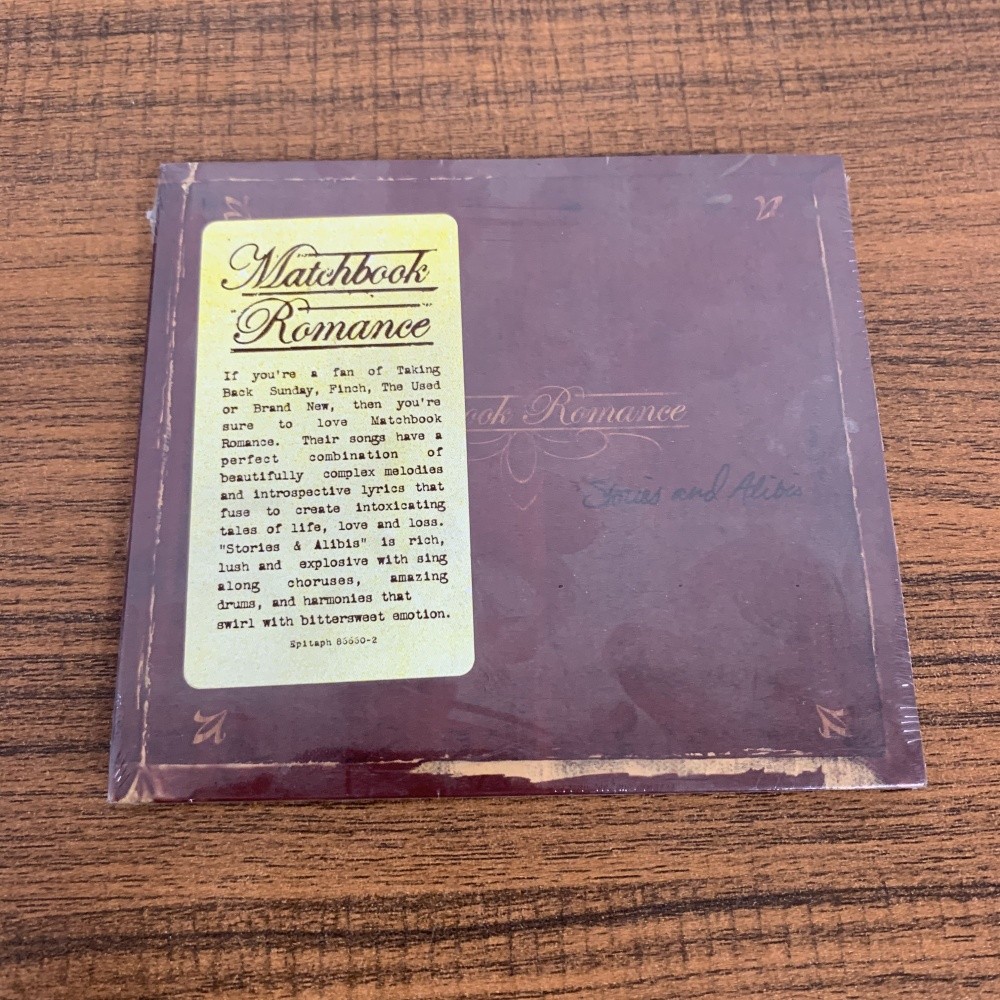 Matchbook
Romance
If you're a fan of Taking
Back Sunday, Finch, The Used
or Brand New, then you're
sure to love Matchbook
Romance. Their songs have a
perfect combination of
beautifully complex melodies
and introspective lyrics that
fuse to create intoxicating
tales of life, love and loss.
"Stories & Alibis" is rich,
lush and explosive with sing
along choruses, amazing
drums, and harmonies that
swirl with bittersweet emotion.
Epitaph 86660-2
ook Romance
Stories and Alibis